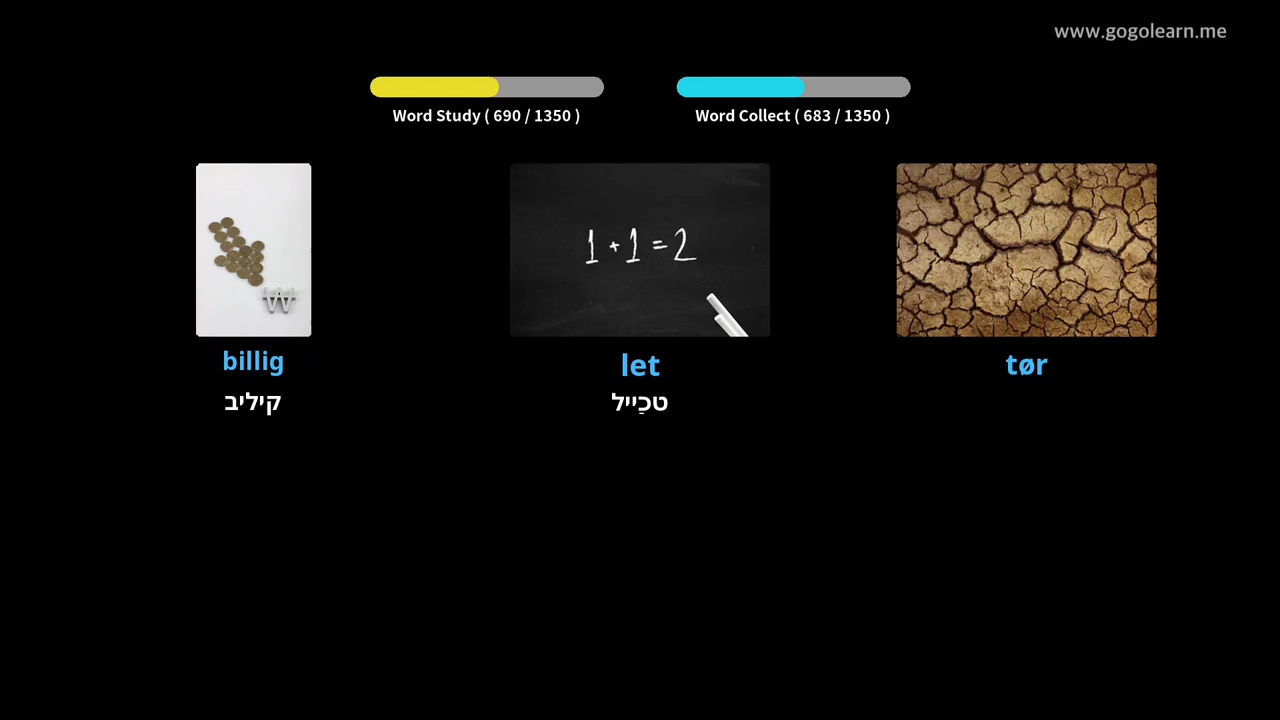 www.gogolearn.me
Word Study ( 690 / 1350 )
Word Collect ( 683 / 1350 )
1 + 1 = 2
billig
let
tør
קיליב
טכַייל